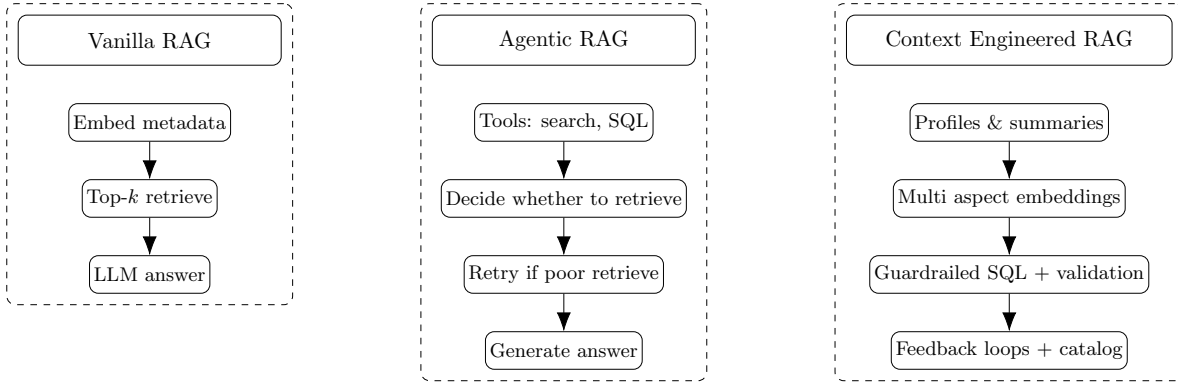 Vanilla RAG
Embed metadata
Top-k retrieve
LLM answer
Agentic RAG
Tools: search, SQL
Decide whether to retrieve
Retry if poor retrieve
Generate answer
Context Engineered RAG
Profiles & summaries
Multi aspect embeddings
Guardrailed SQL + validation
Feedback loops + catalog